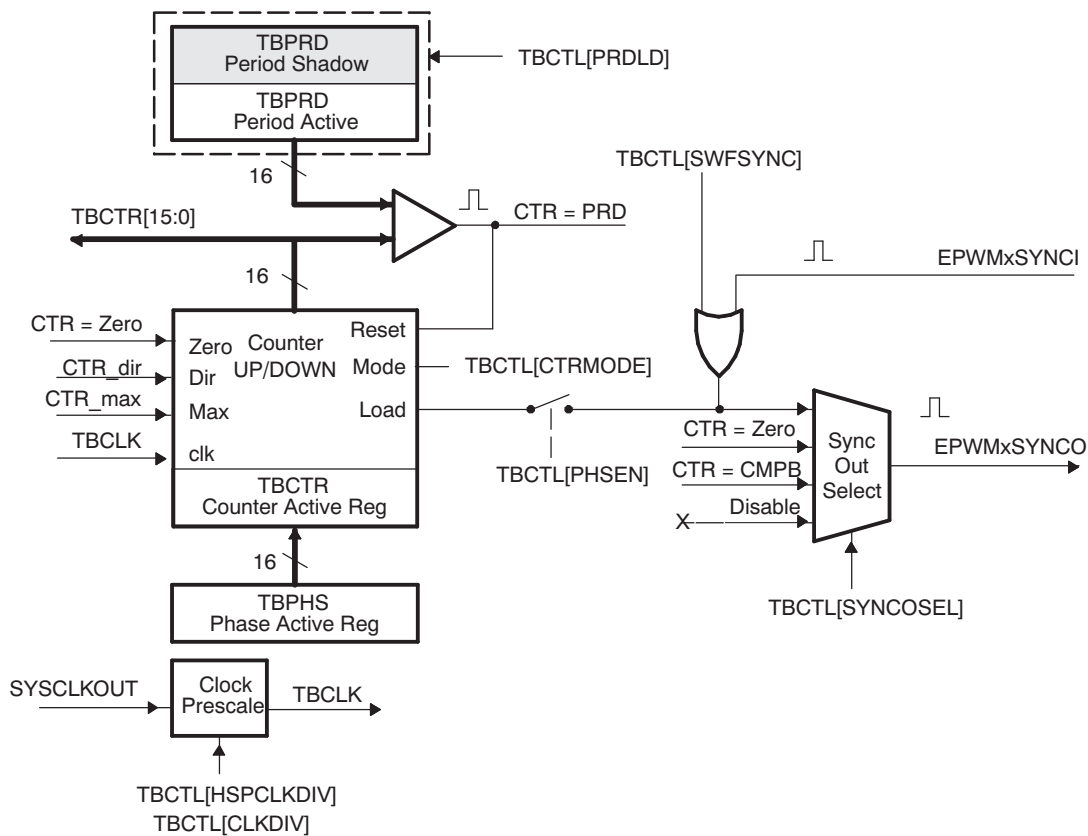 TBPRD
Period Shadow
TBPRD
Period Active
TBCTL[PRDLD]
16
TBCTL[SWFSYNC]
TBCTR[15:0]
CTR = PRD
16
EPWMxSYNCI
CTR = Zero
CTR_dir
CTR_max
TBCLK
Zero
Dir
Max
clk
Counter
UP/DOWN
Reset
Mode
Load
TBCTL[CTRMODE]
TBCTR
Counter Active Reg
TBCTL[PHSEN]
CTR = Zero
CTR = CMPB
Disable
X
Sync
Out
Select
EPWMxSYNCO
16
TBPHS
Phase Active Reg
TBCTL[SYNCOSEL]
SYSCLKOUT
Clock
Prescale
TBCLK
TBCTL[HSPCLKDIV]
TBCTL[CLKDIV]